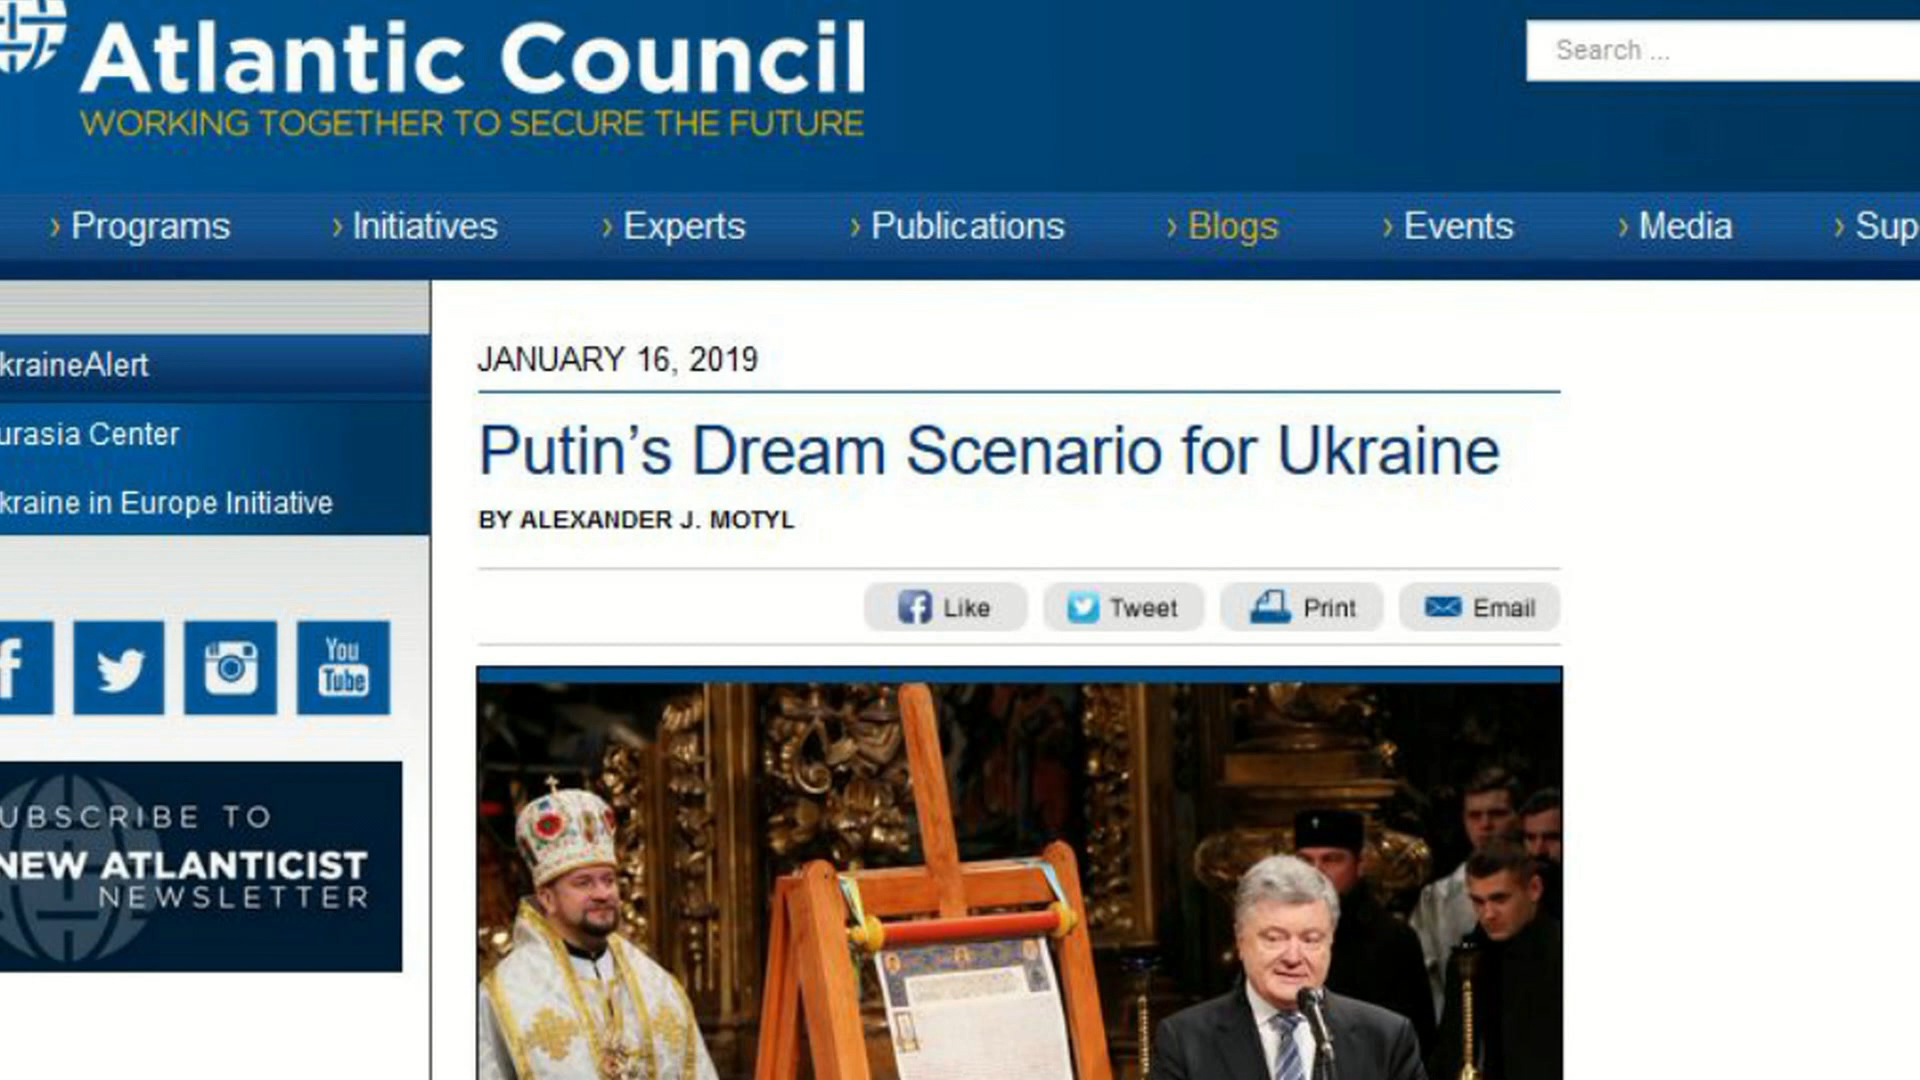 Atlantic Council
WORKING TOGETHER TO SECURE THE FUTURE
Search ...
› Programs › Initiatives › Experts › Publications › Blogs › Events › Media › Sup
kraineAlert
urasia Center
kraine in Europe Initiative
JANUARY 16, 2019
Putin’s Dream Scenario for Ukraine
BY ALEXANDER J. MOTYL
Like Tweet Print Email
You
Tube
UBSCRIBE TO
NEW ATLANTICIST
NEWSLETTER